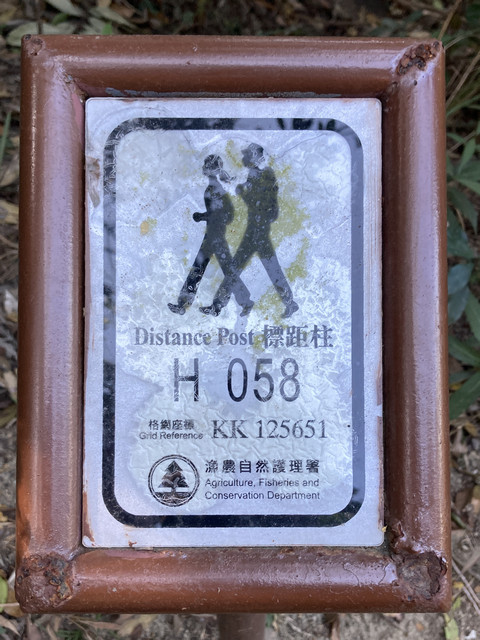 Distance Post 標距柱
H 058
格網座標
Grid Reference KK 125651
漁農自然護理署
Agriculture, Fisheries and
Conservation Department